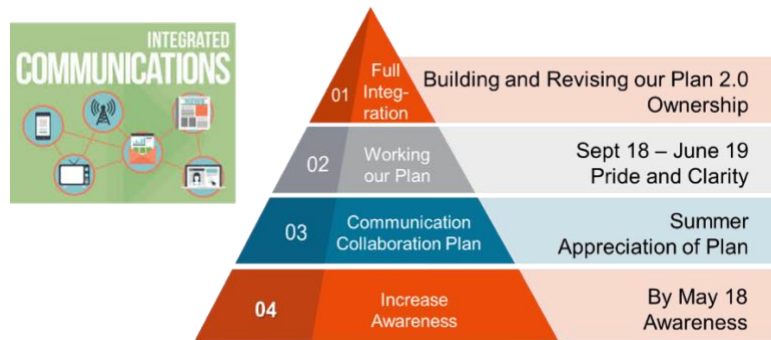 INTEGRATED
COMMUNICATIONS
NEWS
01
Full
Integ-
ration
Building and Revising our Plan 2.0
Ownership
02
Working
our Plan
Sept 18 – June 19
Pride and Clarity
03
Communication
Collaboration Plan
Summer
Appreciation of Plan
04
Increase
Awareness
By May 18
Awareness